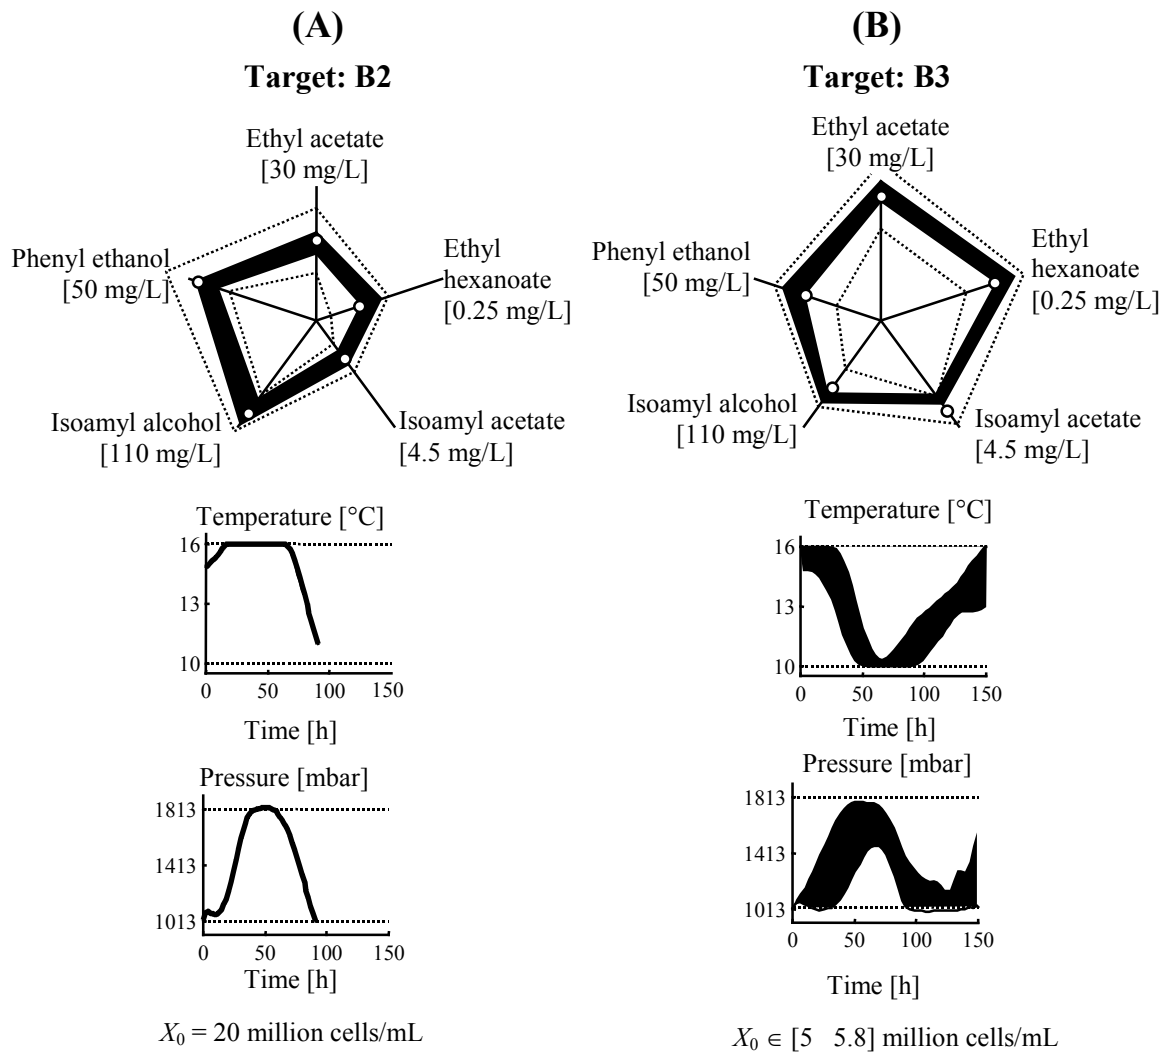 (A)
Target: B2
Ethyl acetate
[30 mg/L]
Ethyl
hexanoate
[0.25 mg/L]
Phenyl ethanol
[50 mg/L]
Isoamyl alcohol
[110 mg/L]
Isoamyl acetate
[4.5 mg/L]
Temperature [°C]
16
13
10
0 50 100 150
Time [h]
Pressure [mbar]
1813
1413
1013
0 50 100 150
Time [h]
X0 = 20 million cells/mL
(B)
Target: B3
Ethyl acetate
[30 mg/L]
Ethyl
hexanoate
[0.25 mg/L]
Phenyl ethanol
[50 mg/L]
Isoamyl alcohol
[110 mg/L]
Isoamyl acetate
[4.5 mg/L]
Temperature [°C]
16
13
10
0 50 100 150
Time [h]
Pressure [mbar]
1813
1413
1013
0 50 100 150
Time [h]
X0 ∈ [5 5.8] million cells/mL